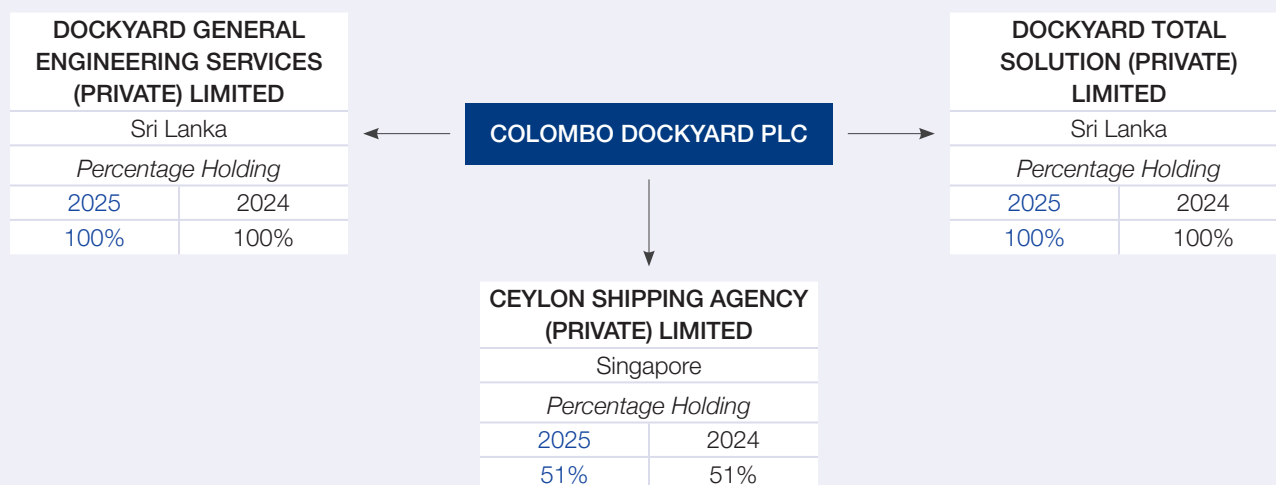 DOCKYARD GENERAL
ENGINEERING SERVICES
(PRIVATE) LIMITED
Sri Lanka
Percentage Holding
2025 2024
100% 100%
COLOMBO DOCKYARD PLC
DOCKYARD TOTAL
SOLUTION (PRIVATE)
LIMITED
Sri Lanka
Percentage Holding
2025 2024
100% 100%
CEYLON SHIPPING AGENCY
(PRIVATE) LIMITED
Singapore
Percentage Holding
2025 2024
51% 51%